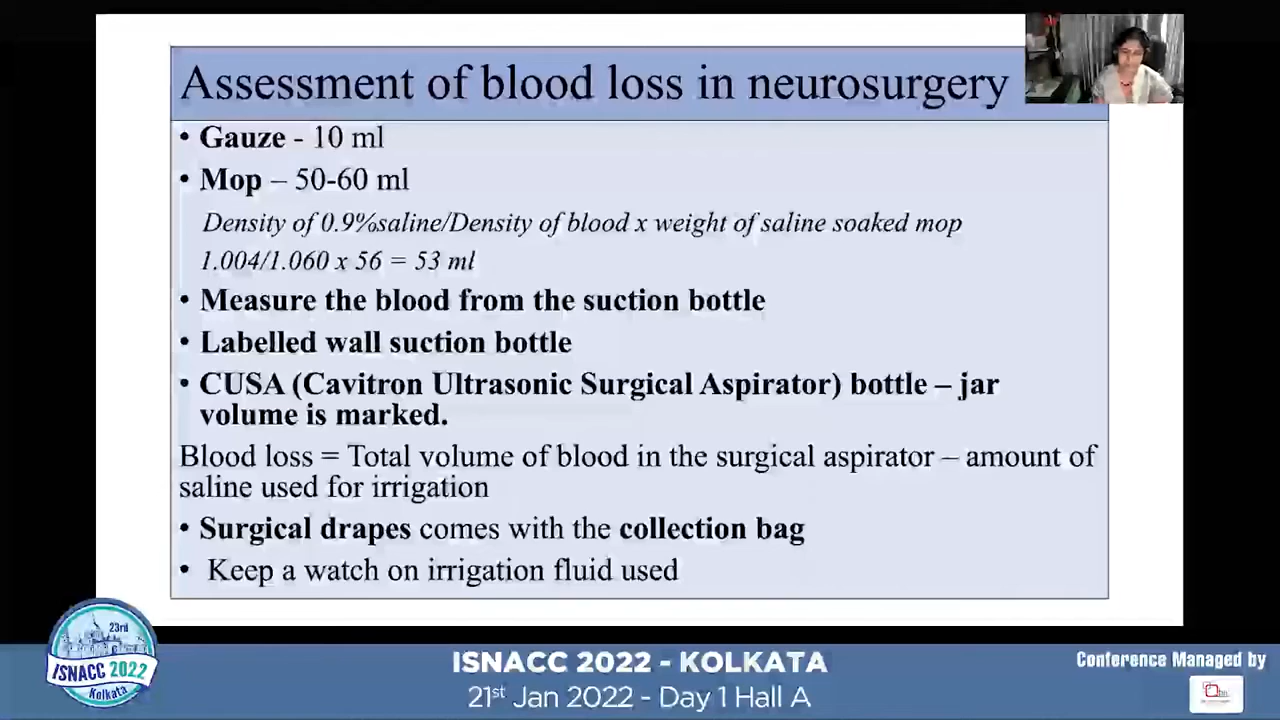 Assessment of blood loss in neurosurgery
• Gauze - 10 ml
• Mop – 50-60 ml
Density of 0.9%saline/Density of blood x weight of saline soaked mop
1.004/1.060 x 56 = 53 ml
• Measure the blood from the suction bottle
• Labelled wall suction bottle
• CUSA (Cavitron Ultrasonic Surgical Aspirator) bottle – jar
volume is marked.
Blood loss = Total volume of blood in the surgical aspirator – amount of
saline used for irrigation
• Surgical drapes comes with the collection bag
• Keep a watch on irrigation fluid used
23rd
ISNACC 2022
Kolkata
ISNACC 2022 - KOLKATA
21st Jan 2022 - Day 1 Hall A
Conference Managed by